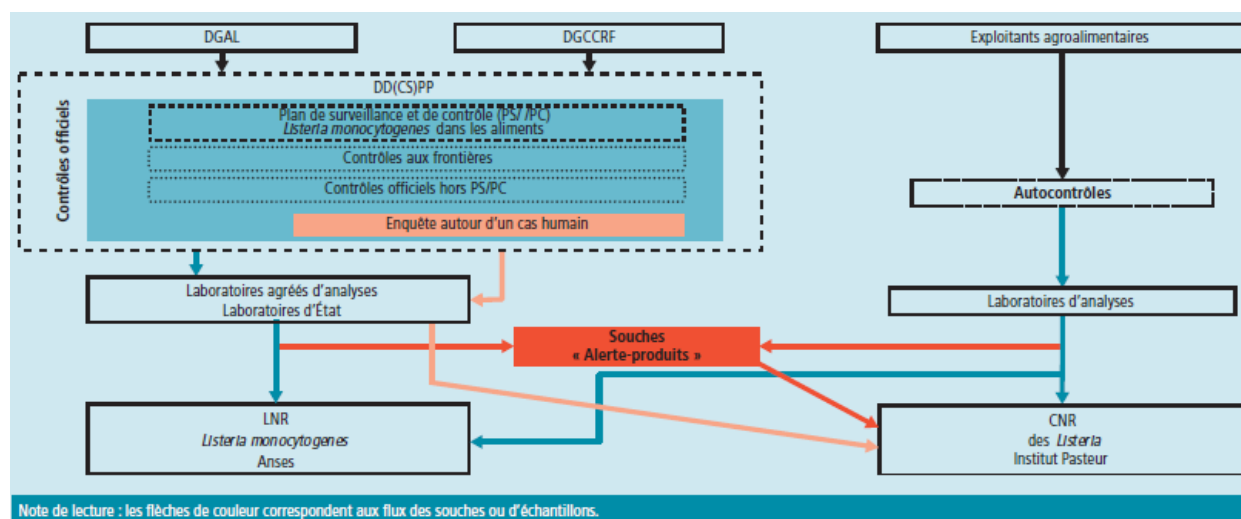 DGAL
DGCCRF
Exploitants agroalimentaires
DD(CS)PP
Contrôles officiels
Plan de surveillance et de contrôle (PS/ /PC)
Listeria monocytogenes dans les aliments
Contrôles aux frontières
Contrôles officiels hors PS/PC
Enquête autour d'un cas humain
Autocontrôles
Laboratoires agréés d'analyses
Laboratoires d'État
Laboratoires d'analyses
Souches
« Alerte-produits »
LNR
Listeria monocytogenes
Anses
CNR
des Listeria
Institut Pasteur
Note de lecture : les flèches de couleur correspondent aux flux des souches ou d'échantillons.